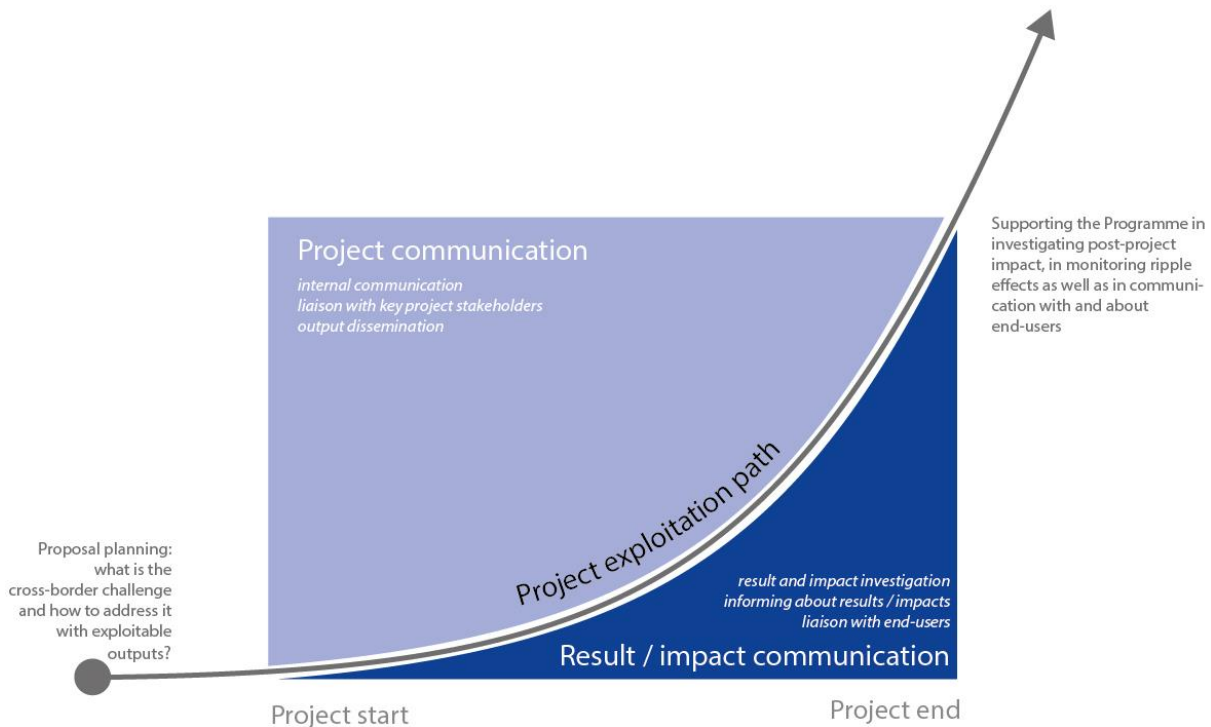 Project communication
internal communication
liaison with key project stakeholders
output dissemination
Supporting the Programme in
investigating post-project
impact, in monitoring ripple
effects as well as in communi-
cation with and about
end-users
Project exploitation path
Proposal planning:
what is the
cross-border challenge
and how to address it
with exploitable
outputs?
result and impact investigation
informing about results / impacts
liaison with end-users
Result / impact communication
Project start
Project end